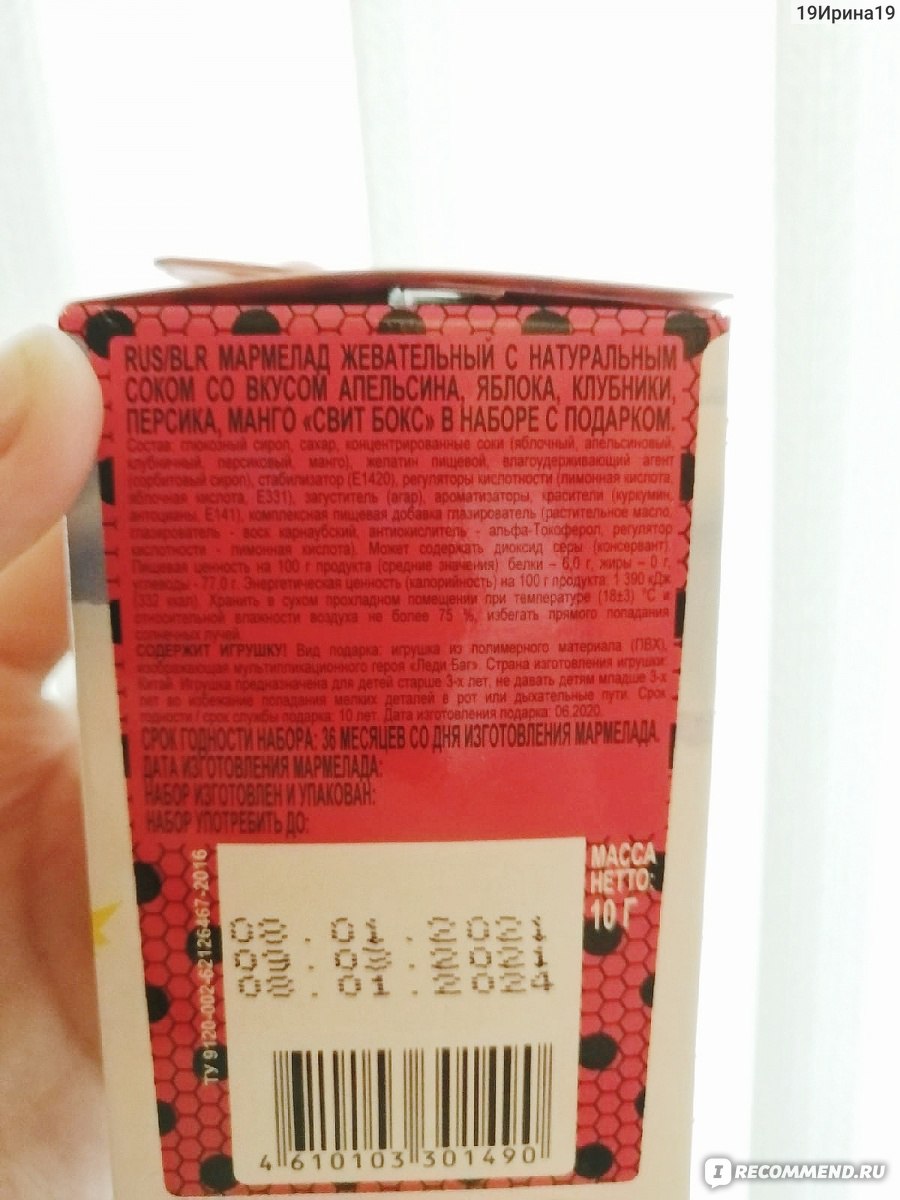 19Ирина19
RUS/BLR МАРМЕЛАД ЖЕВАТЕЛЬНЫЙ С НАТУРАЛЬНЫМ
СОКОМ СО ВКУСОМ АПЕЛЬСИНА, ЯБЛОКА, КЛУБНИКИ,
ПЕРСИКА, МАНГО «СВИТ БОКС» В НАБОРЕ С ПОДАРКОМ.
Состав: глюкозный сироп, сахар, концентрированные соки (яблочный, апельсиновый,
клубничный, персиковый, манго), желатин пищевой, влагоудерживающий агент
(сорбитовый сироп), стабилизатор (Е1420), регуляторы кислотности (лимонная кислота,
яблочная кислота, Е331), загуститель (агар), ароматизаторы, красители (куркумин,
антоцианы, Е141), комплексная пищевая добавка глазирователь (растительное масло,
глазирователь - воск карнаубский, антиокислитель - альфа-Токоферол, регулятор
кислотности - лимонная кислота). Может содержать диоксид серы (консервант).
Пищевая ценность на 100 г продукта (средние значения): белки – 6,0 г, жиры – 0 г,
углеводы - 77,0 г. Энергетическая ценность (калорийность) на 100 г продукта: 1 390 кДж
(332 ккал). Хранить в сухом прохладном помещении при температуре (18±3) °C и
относительной влажности воздуха не более 75 %, избегать прямого попадания
солнечных лучей.
СОДЕРЖИТ ИГРУШКУ! Вид подарка: игрушка из полимерного материала (ПВХ),
изображающая мультипликационного героя «Леди Баг». Страна изготовления игрушки:
Китай. Игрушка предназначена для детей старше 3-х лет, не давать детям младше 3-х
лет во избежание попадания мелких деталей в рот или дыхательные пути. Срок
годности / срок службы подарка: 10 лет. Дата изготовления подарка: 06.2020.
СРОК ГОДНОСТИ НАБОРА: 36 МЕСЯЦЕВ СО ДНЯ ИЗГОТОВЛЕНИЯ МАРМЕЛАДА.
ДАТА ИЗГОТОВЛЕНИЯ МАРМЕЛАДА:
НАБОР ИЗГОТОВЛЕН И УПАКОВАН:
НАБОР УПОТРЕБИТЬ ДО:
ТУ 9120-002-62126467-2016
МАССА
НЕТТО:
10 Г
08.01.2021
2021
08.01.2024
4 610103 301490
IRECOMMEND.RU